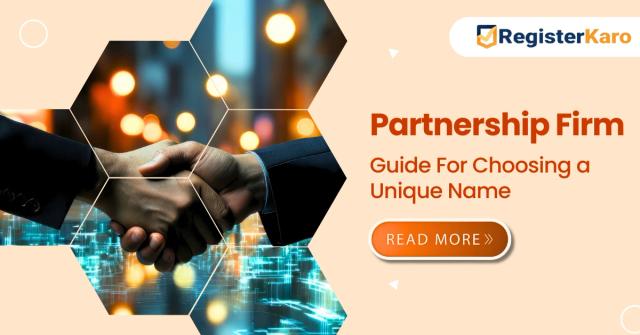 RegisterKaro
Partnership Firm
Guide For Choosing a
Unique Name
READ MORE »